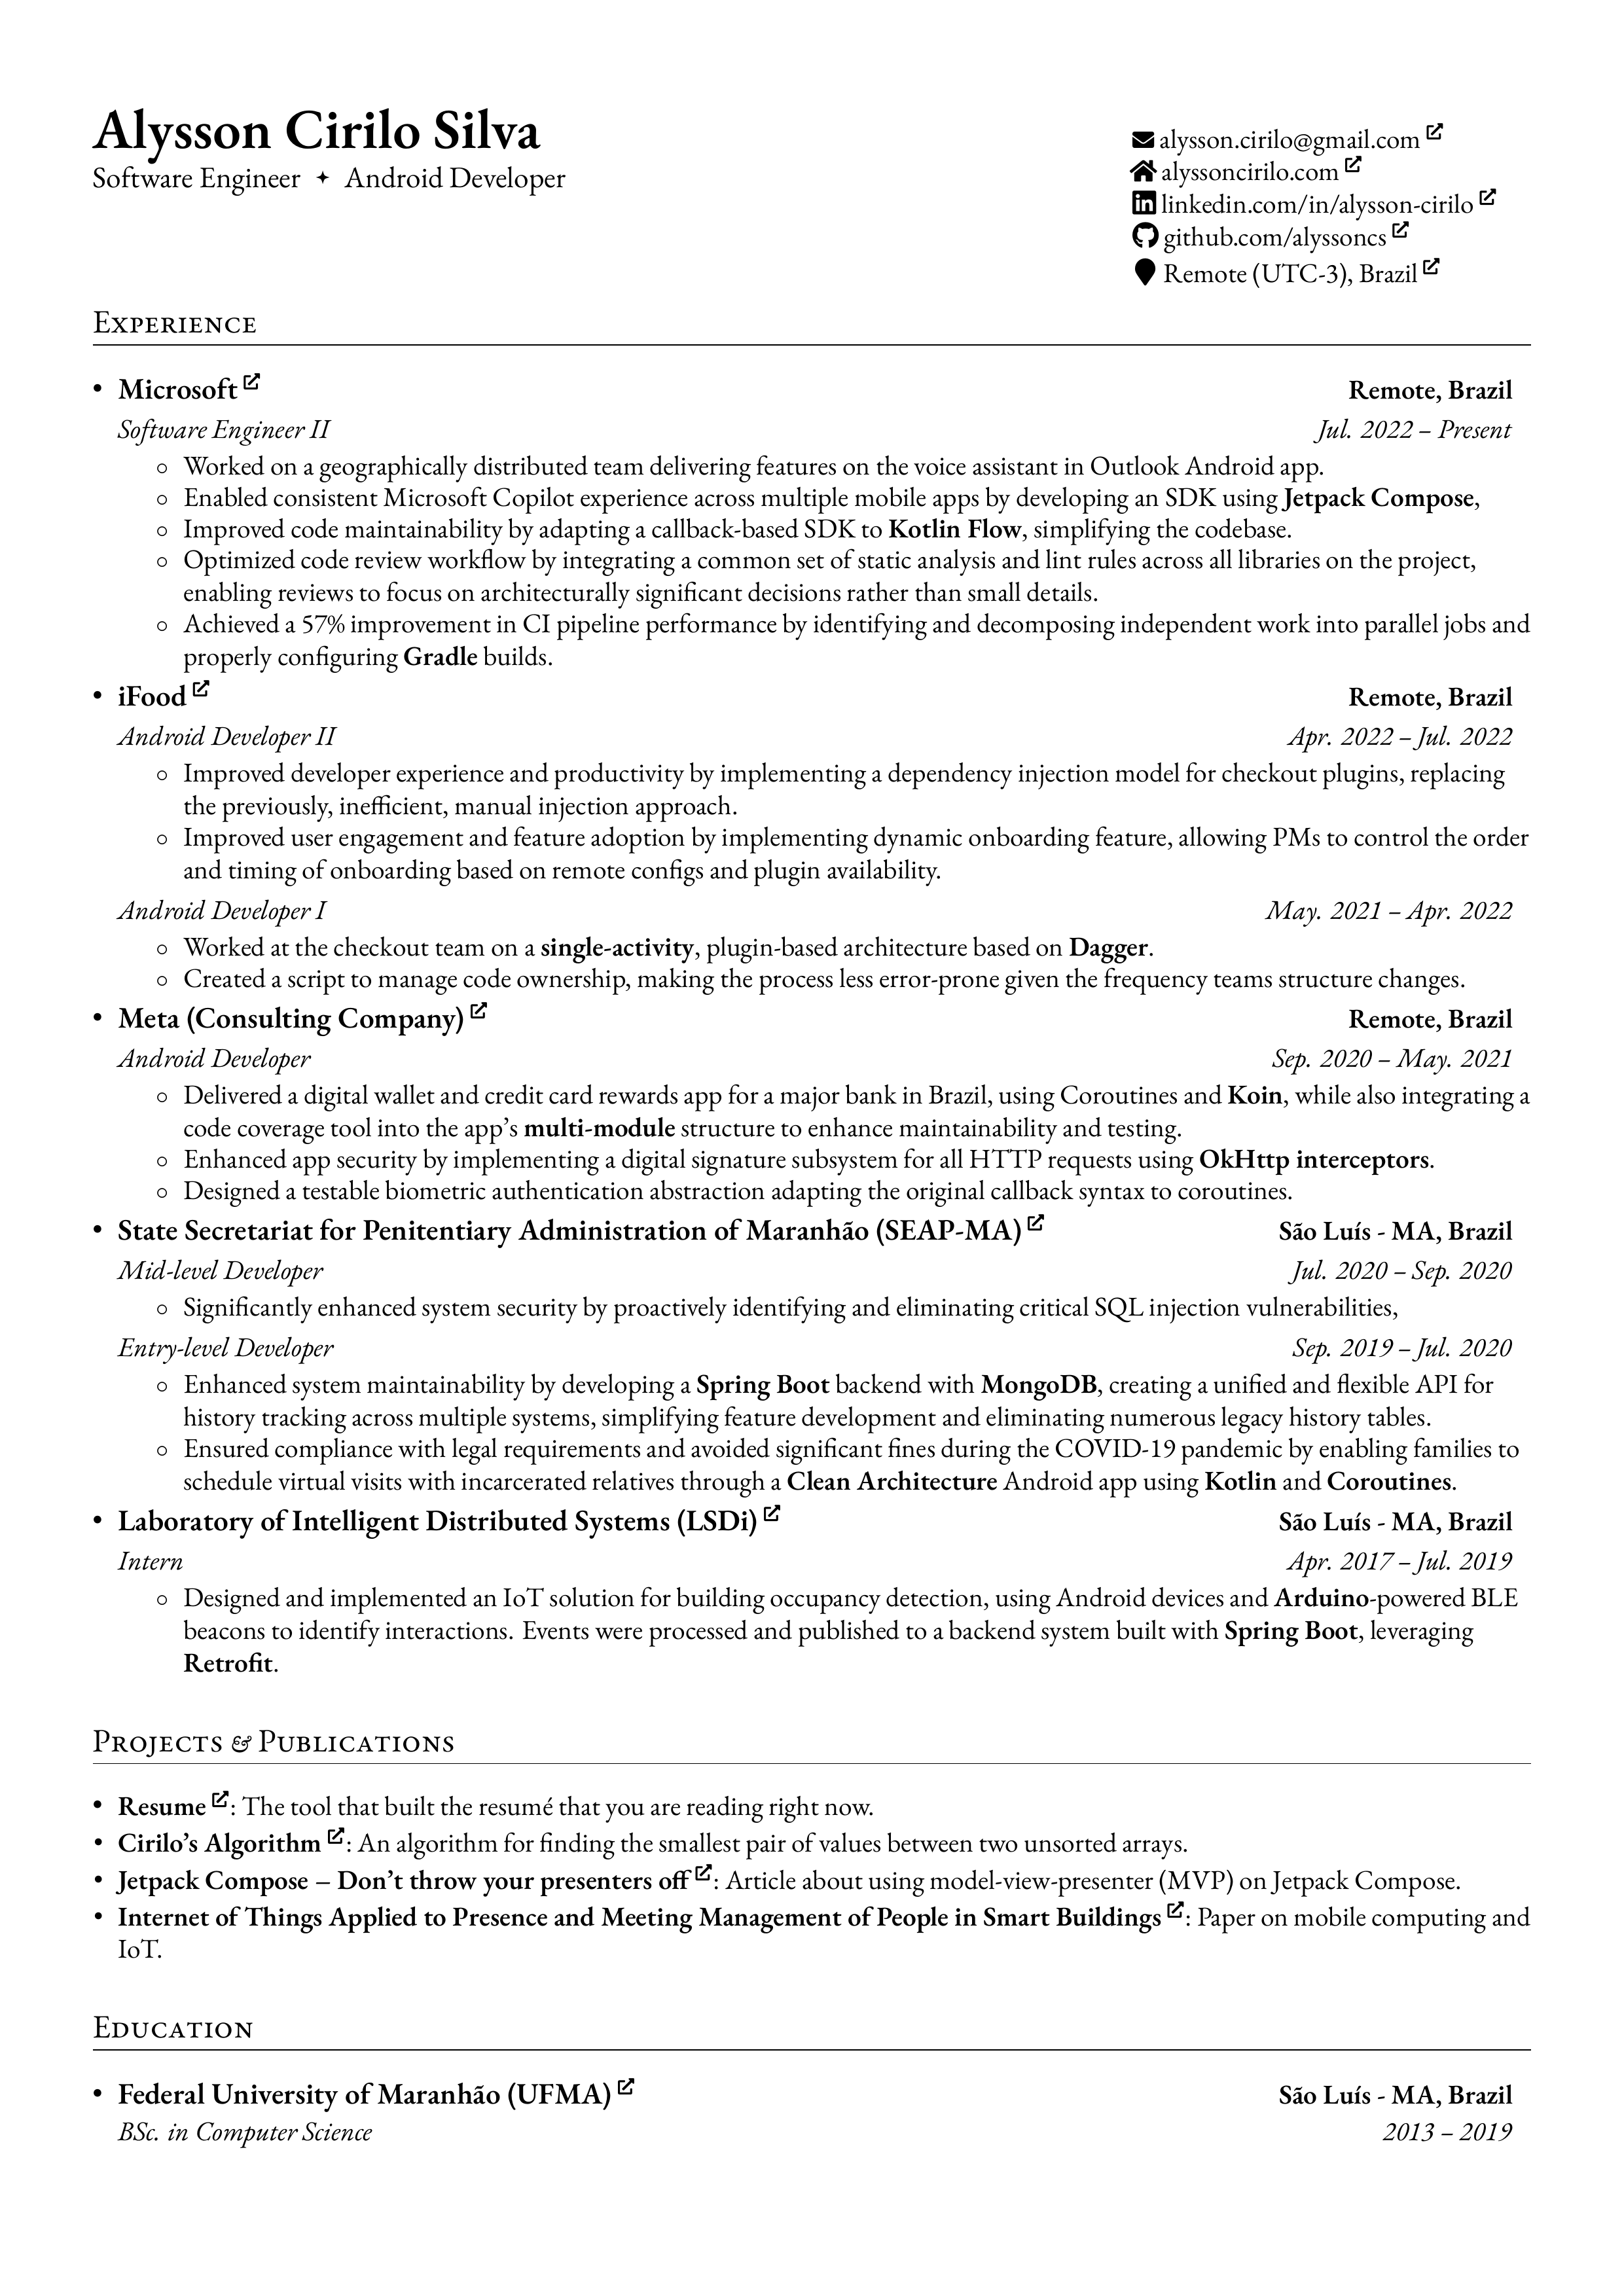 Alysson Cirilo Silva
Software Engineer ✦ Android Developer
alysson.cirilo@gmail.com
alyssoncirilo.com
linkedin.com/in/alysson-cirilo
github.com/alyssoncs
Remote (UTC-3), Brazil
Experience
• Microsoft Remote, Brazil
Software Engineer II Jul. 2022 – Present
◦ Worked on a geographically distributed team delivering features on the voice assistant in Outlook Android app.
◦ Enabled consistent Microsoft Copilot experience across multiple mobile apps by developing an SDK using Jetpack Compose,
◦ Improved code maintainability by adapting a callback-based SDK to Kotlin Flow, simplifying the codebase.
◦ Optimized code review workflow by integrating a common set of static analysis and lint rules across all libraries on the project,
enabling reviews to focus on architecturally significant decisions rather than small details.
◦ Achieved a 57% improvement in CI pipeline performance by identifying and decomposing independent work into parallel jobs and
properly configuring Gradle builds.
• iFood Remote, Brazil
Android Developer II Apr. 2022 – Jul. 2022
◦ Improved developer experience and productivity by implementing a dependency injection model for checkout plugins, replacing
the previously, inefficient, manual injection approach.
◦ Improved user engagement and feature adoption by implementing dynamic onboarding feature, allowing PMs to control the order
and timing of onboarding based on remote configs and plugin availability.
Android Developer I May. 2021 – Apr. 2022
◦ Worked at the checkout team on a single-activity, plugin-based architecture based on Dagger.
◦ Created a script to manage code ownership, making the process less error-prone given the frequency teams structure changes.
• Meta (Consulting Company) Remote, Brazil
Android Developer Sep. 2020 – May. 2021
◦ Delivered a digital wallet and credit card rewards app for a major bank in Brazil, using Coroutines and Koin, while also integrating a
code coverage tool into the app’s multi-module structure to enhance maintainability and testing.
◦ Enhanced app security by implementing a digital signature subsystem for all HTTP requests using OkHttp interceptors.
◦ Designed a testable biometric authentication abstraction adapting the original callback syntax to coroutines.
• State Secretariat for Penitentiary Administration of Maranhão (SEAP-MA) São Luís - MA, Brazil
Mid-level Developer Jul. 2020 – Sep. 2020
◦ Significantly enhanced system security by proactively identifying and eliminating critical SQL injection vulnerabilities,
Entry-level Developer Sep. 2019 – Jul. 2020
◦ Enhanced system maintainability by developing a Spring Boot backend with MongoDB, creating a unified and flexible API for
history tracking across multiple systems, simplifying feature development and eliminating numerous legacy history tables.
◦ Ensured compliance with legal requirements and avoided significant fines during the COVID-19 pandemic by enabling families to
schedule virtual visits with incarcerated relatives through a Clean Architecture Android app using Kotlin and Coroutines.
• Laboratory of Intelligent Distributed Systems (LSDi) São Luís - MA, Brazil
Intern Apr. 2017 – Jul. 2019
◦ Designed and implemented an IoT solution for building occupancy detection, using Android devices and Arduino-powered BLE
beacons to identify interactions. Events were processed and published to a backend system built with Spring Boot, leveraging
Retrofit.
Projects & Publications
• Resume: The tool that built the resumé that you are reading right now.
• Cirilo’s Algorithm: An algorithm for finding the smallest pair of values between two unsorted arrays.
• Jetpack Compose – Don’t throw your presenters off: Article about using model-view-presenter (MVP) on Jetpack Compose.
• Internet of Things Applied to Presence and Meeting Management of People in Smart Buildings: Paper on mobile computing and
IoT.
Education
• Federal University of Maranhão (UFMA) São Luís - MA, Brazil
BSc. in Computer Science 2013 – 2019